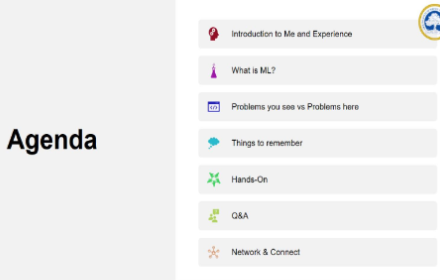 Agenda
Introduction to Me and Experience
What is ML?
Problems you see vs Problems here
Things to remember
Hands-On
Q&A
Network & Connect